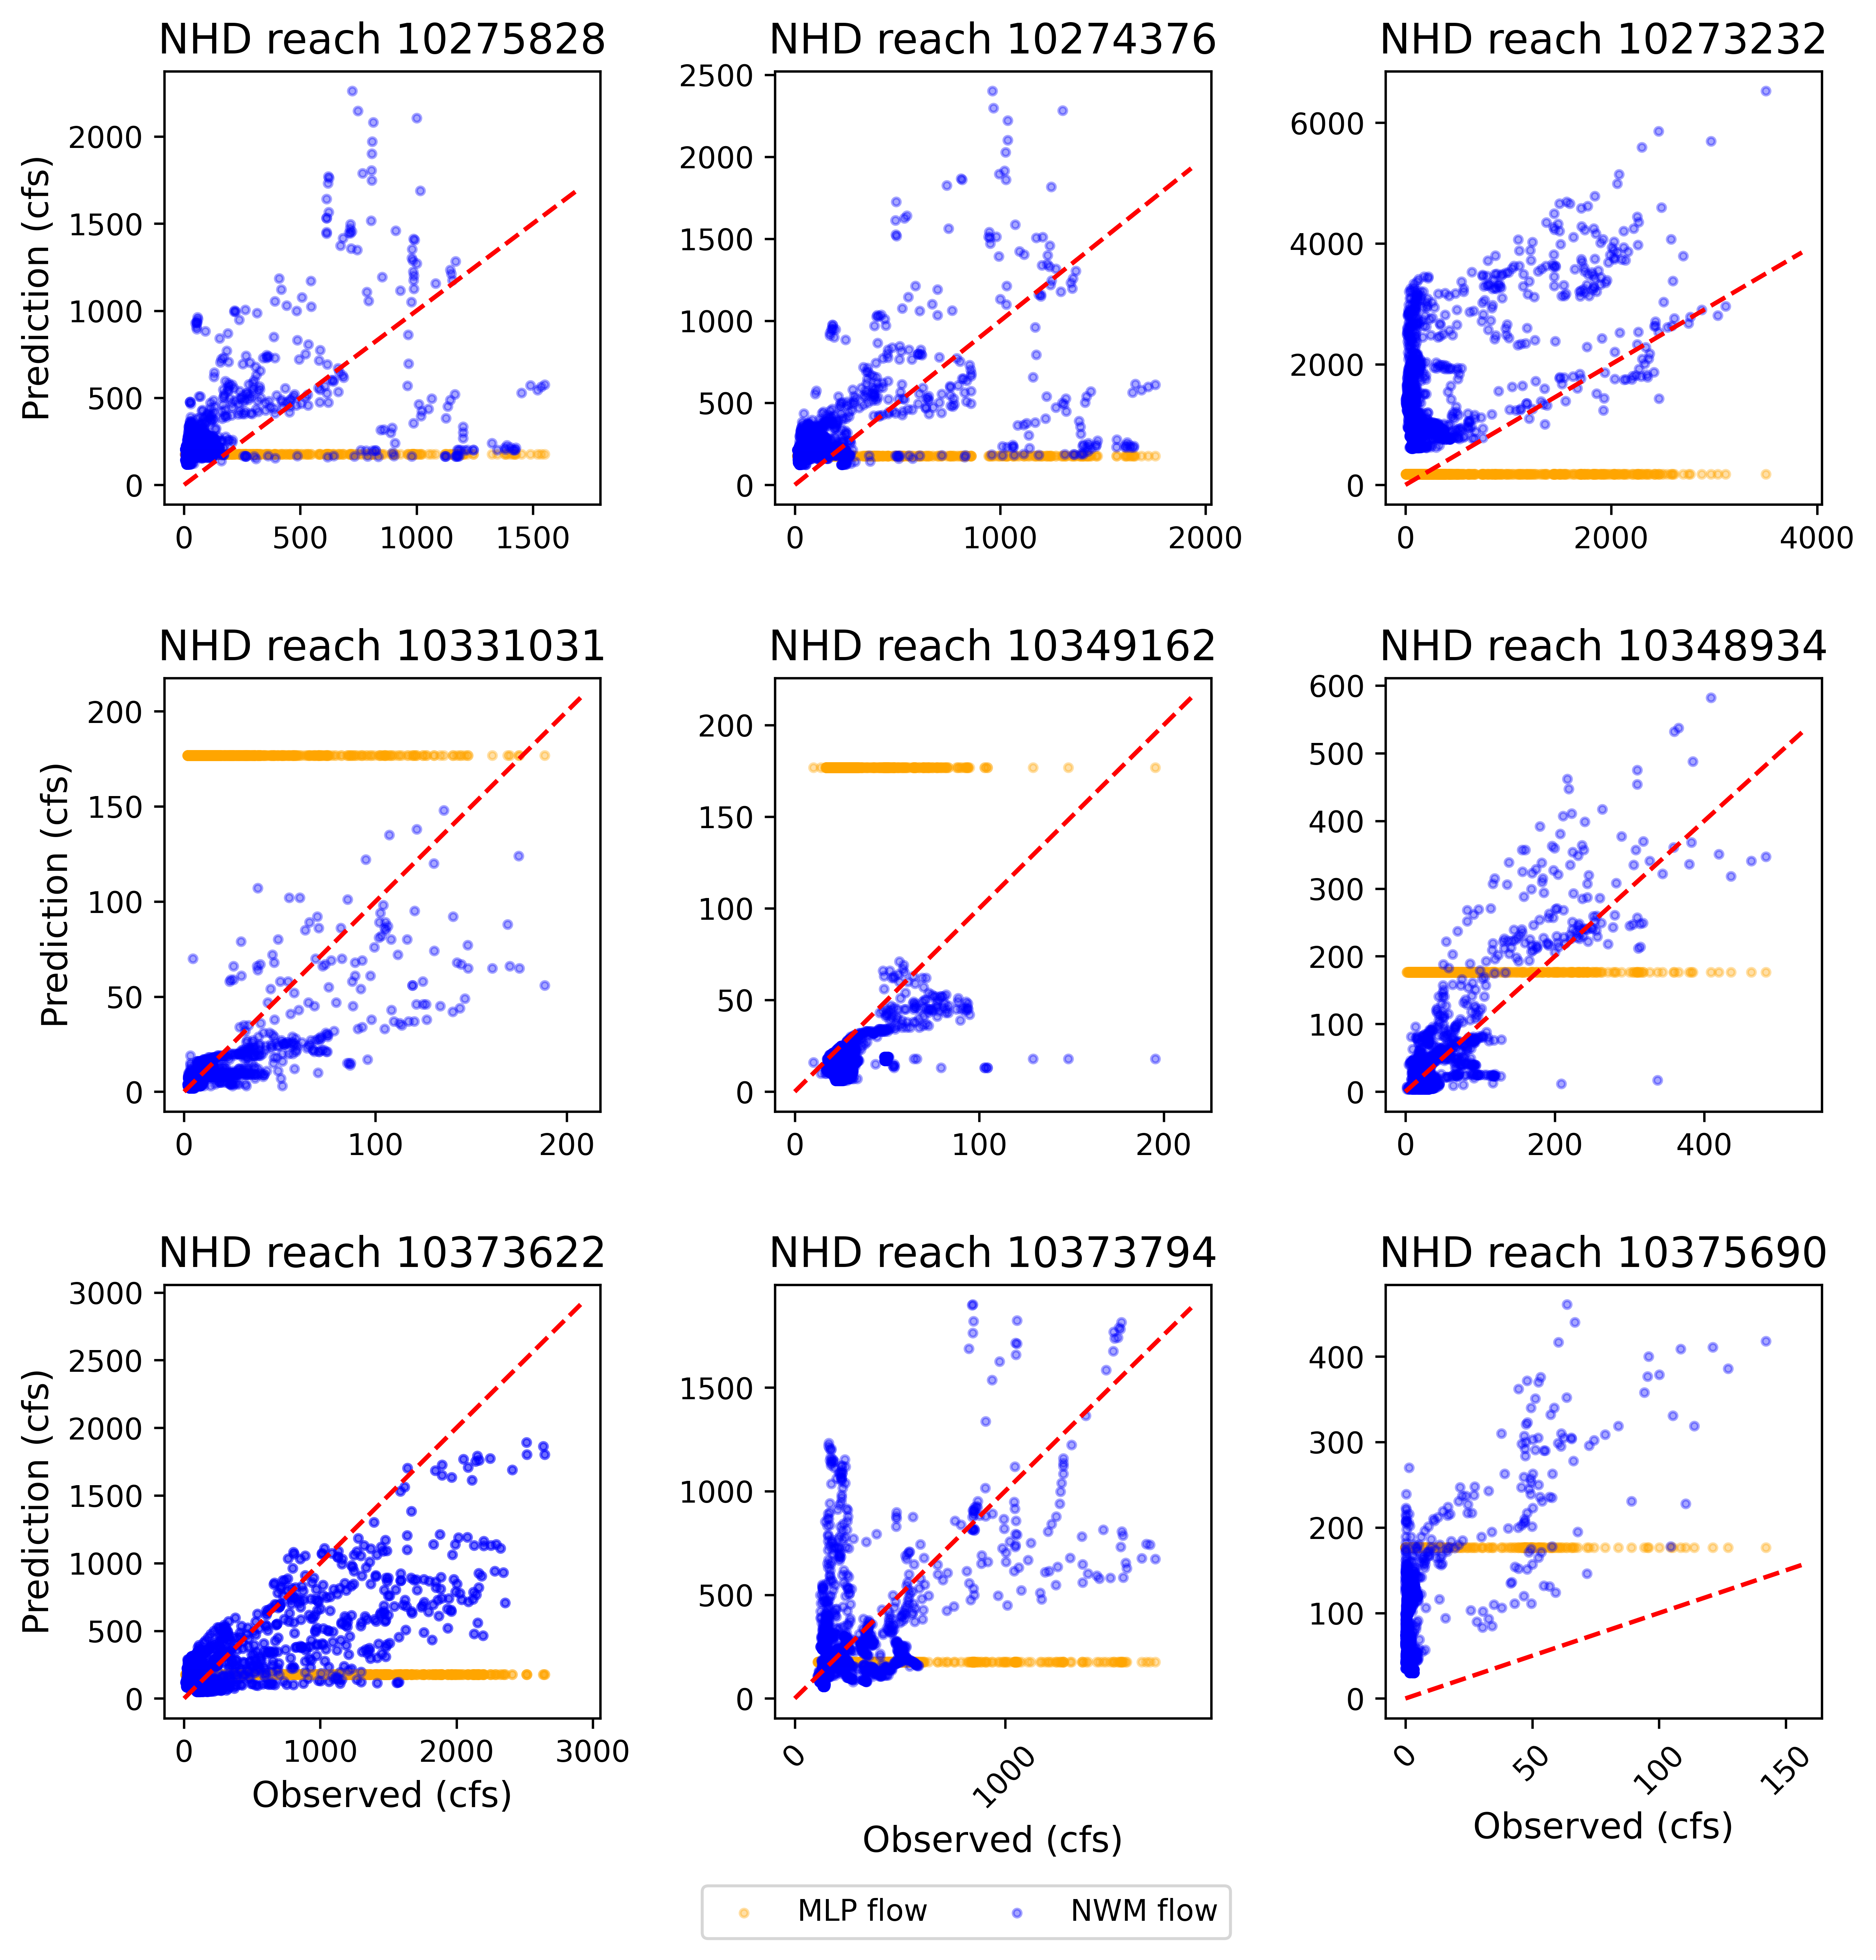 NHD reach 10275828
NHD reach 10274376
NHD reach 10273232
Prediction (cfs)
2000
1500
1000
500
0
0 500 1000 1500
2500
2000
1500
1000
500
0
0 1000 2000
6000
4000
2000
0
0 2000 4000
NHD reach 10331031
NHD reach 10349162
NHD reach 10348934
Prediction (cfs)
200
150
100
50
0
0 100 200
200
150
100
50
0
0 100 200
600
500
400
300
200
100
0
0 200 400
NHD reach 10373622
NHD reach 10373794
NHD reach 10375690
Prediction (cfs)
3000
2500
2000
1500
1000
500
0
0 1000 2000 3000
Observed (cfs)
1500
1000
500
0
0 1000
Observed (cfs)
400
300
200
100
0
0 50 100 150
Observed (cfs)
MLP flow NWM flow